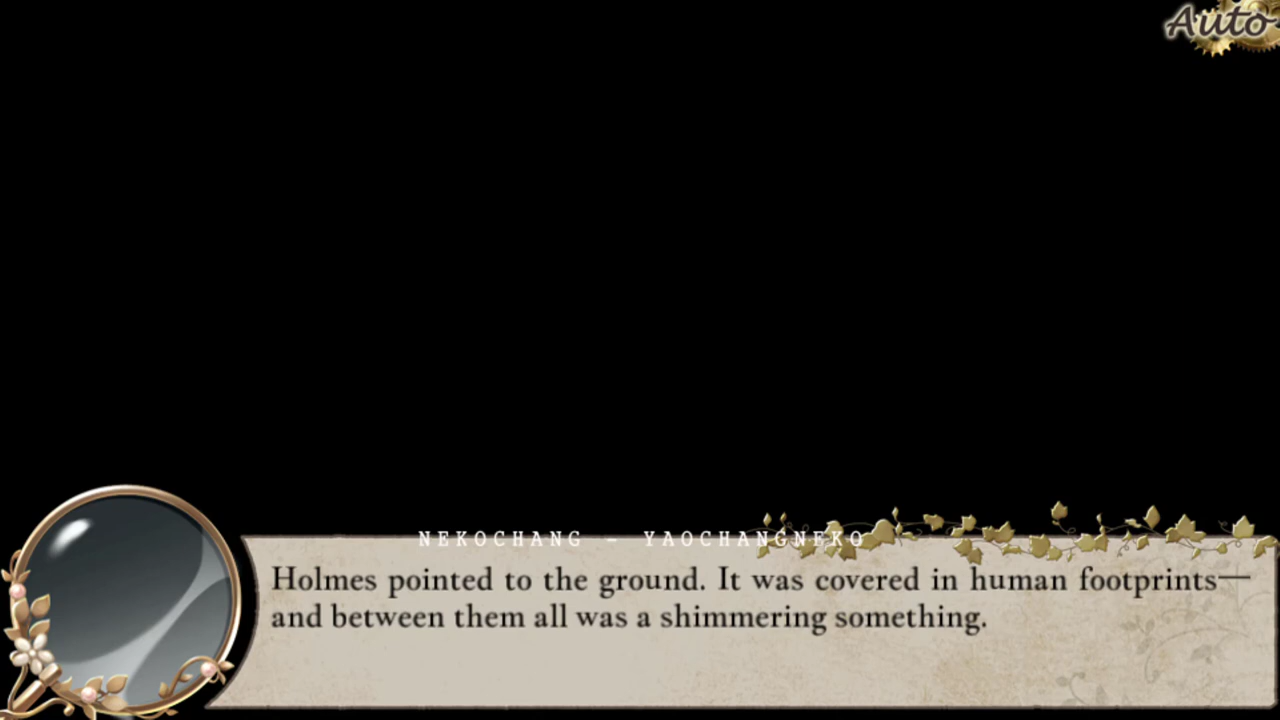 Auto
NEKOCHANG - YAOCHANGNEKO
Holmes pointed to the ground. It was covered in human footprints—
and between them all was a shimmering something.